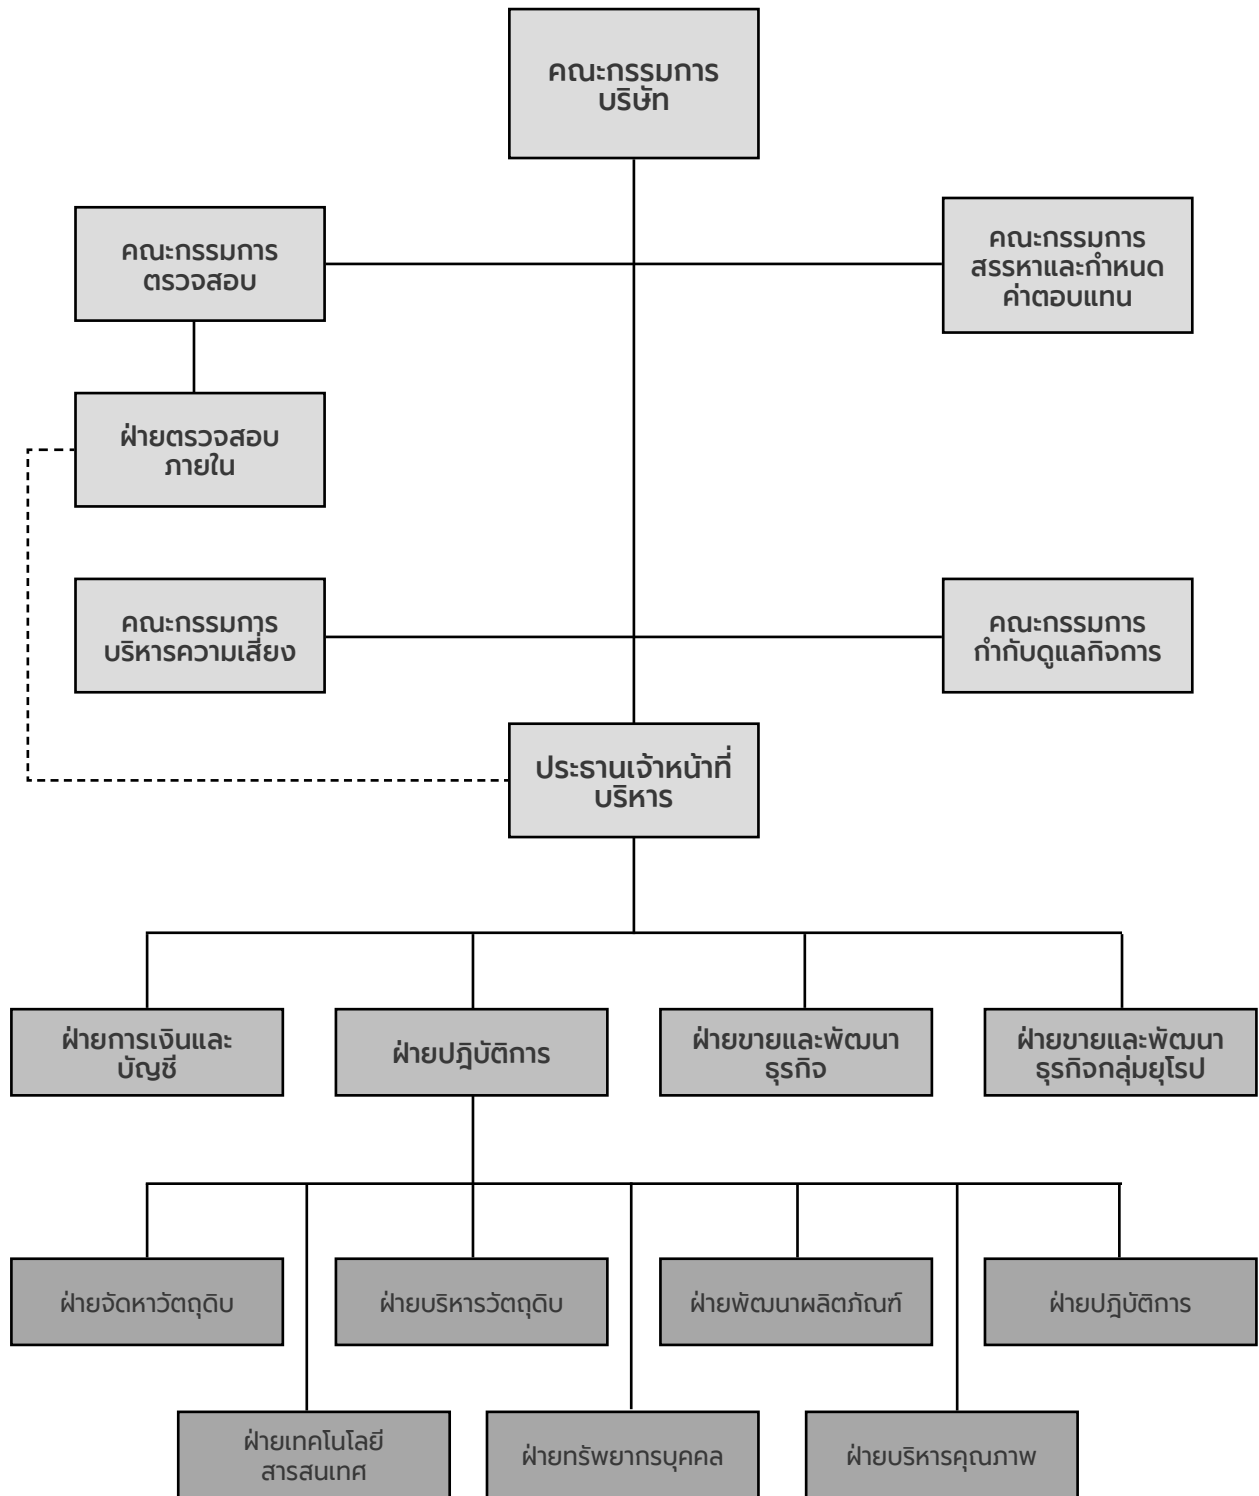 คณะกรรมการ
บริษัท
คณะกรรมการ
ตรวจสอบ
คณะกรรมการ
สรรหาและกำหนด
ค่าตอบแทน
ฝ่ายตรวจสอบ
ภายใน
คณะกรรมการ
บริหารความเสี่ยง
คณะกรรมการ
กำกับดูแลกิจการ
ประธานเจ้าหน้าที่
บริหาร
ฝ่ายการเงินและ
บัญชี
ฝ่ายปฎิบัติการ
ฝ่ายขายและพัฒนา
ธุรกิจ
ฝ่ายขายและพัฒนา
ธุรกิจกลุ่มยุโรป
ฝ่ายจัดหาวัตถุดิบ
ฝ่ายบริหารวัตถุดิบ
ฝ่ายพัฒนาผลิตภัณฑ์
ฝ่ายปฎิบัติการ
ฝ่ายเทคโนโลยี
สารสนเทศ
ฝ่ายทรัพยากรบุคคล
ฝ่ายบริหารคุณภาพ